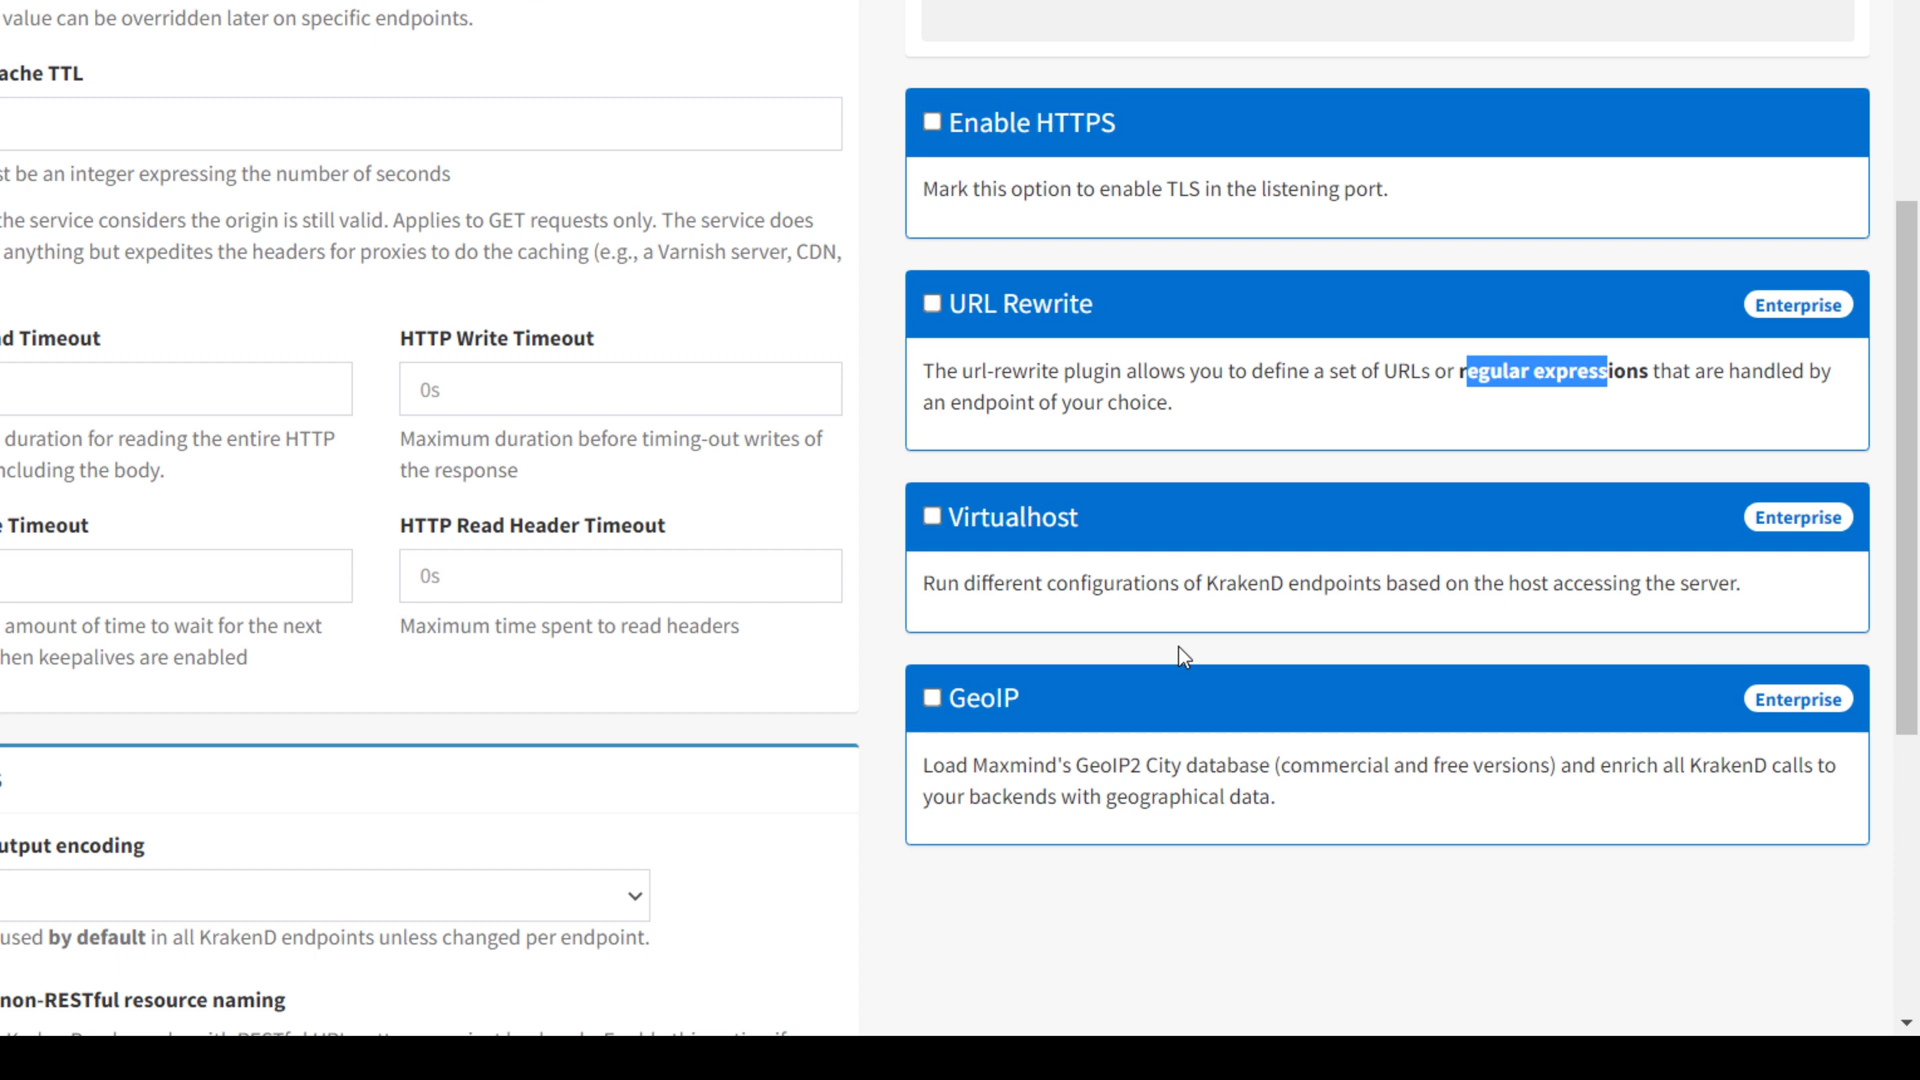 value can be overridden later on specific endpoints.
ache TTL
st be an integer expressing the number of seconds
the service considers the origin is still valid. Applies to GET requests only. The service does
anything but expedites the headers for proxies to do the caching (e.g., a Varnish server, CDN,
d Timeout
HTTP Write Timeout
0s
duration for reading the entire HTTP
ncluding the body.
Maximum duration before timing-out writes of
the response
e Timeout
HTTP Read Header Timeout
0s
amount of time to wait for the next
hen keepalives are enabled
Maximum time spent to read headers
utput encoding
used by default in all KrakenD endpoints unless changed per endpoint.
non-RESTful resource naming
Enable HTTPS
Mark this option to enable TLS in the listening port.
URL Rewrite
Enterprise
The url-rewrite plugin allows you to define a set of URLs or regular expressions that are handled by
an endpoint of your choice.
Virtualhost
Enterprise
Run different configurations of KrakenD endpoints based on the host accessing the server.
GeoIP
Enterprise
Load Maxmind's GeoIP2 City database (commercial and free versions) and enrich all KrakenD calls to
your backends with geographical data.